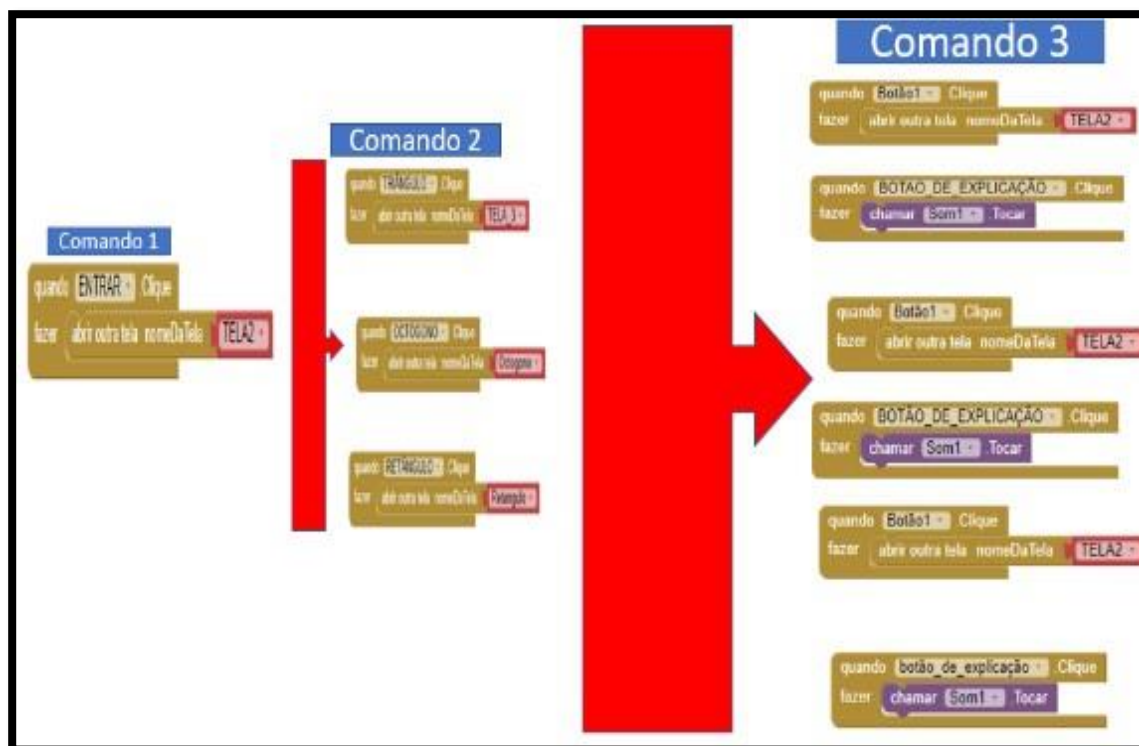 Comando 1
quando ENTRAR Clique
fazer abrir outra tela nomeDaTela TELA2
Comando 2
quando TRIÂNGULO Clique
fazer abrir outra tela nomeDaTela TELA_3
quando OCTÓGONO Clique
fazer abrir outra tela nomeDaTela Octogono
quando RETÂNGULO Clique
fazer abrir outra tela nomeDaTela Retangulo
Comando 3
quando Botão1 Clique
fazer abrir outra tela nomeDaTela TELA2
quando BOTAO_DE_EXPLICAÇÃO Clique
fazer chamar Som1 Tocar
quando Botão1 Clique
fazer abrir outra tela nomeDaTela TELA2
quando BOTÃO_DE_EXPLICAÇÃO Clique
fazer chamar Som1 Tocar
quando Botão1 Clique
fazer abrir outra tela nomeDaTela TELA2
quando botão_de_explicação Clique
fazer chamar Som1 Tocar